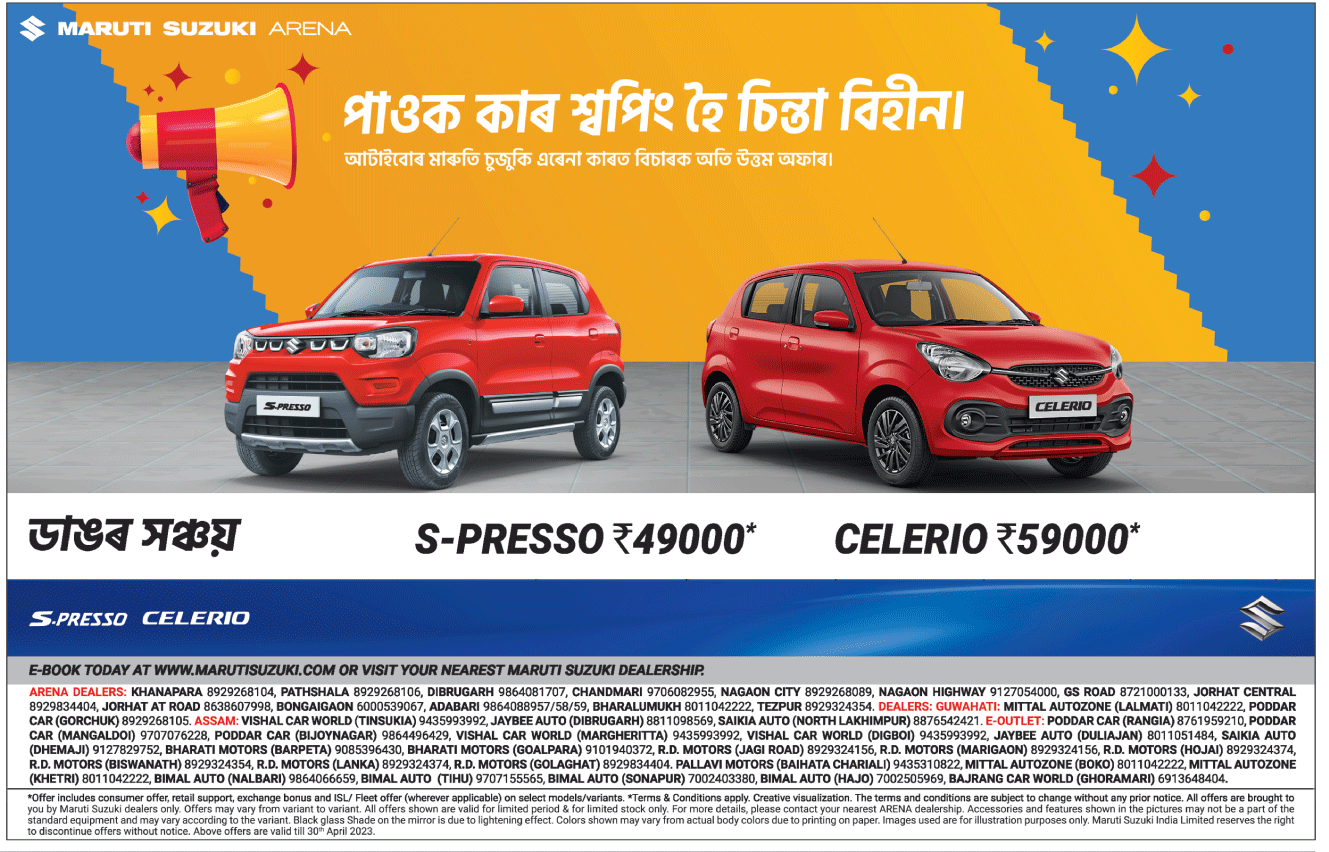 MARUTI SUZUKI ARENA
পাওক কাৰ শ্বপিং হৈ চিন্তা বিহীন।
আটাইবোৰ মাৰুতি চুজুকি এৰেনা কাৰত বিচাৰক অতি উত্তম অফাৰ।
S-PRESSO
CELERIO
ডাঙৰ সঞ্চয় S-PRESSO ₹49000* CELERIO ₹59000*
S-PRESSO CELERIO
E-BOOK TODAY AT WWW.MARUTISUZUKI.COM OR VISIT YOUR NEAREST MARUTI SUZUKI DEALERSHIP.
ARENA DEALERS: KHANAPARA 8929268104, PATHSHALA 8929268106, DIBRUGARH 9864081707, CHANDMARI 9706082955, NAGAON CITY 8929268089, NAGAON HIGHWAY 9127054000, GS ROAD 8721000133, JORHAT CENTRAL
8929834404, JORHAT AT ROAD 8638607998, BONGAIGAON 6000539067, ADABARI 9864088957/58/59, BHARALUMUKH 8011042222, TEZPUR 8929324354. DEALERS: GUWAHATI: MITTAL AUTOZONE (LALMATI) 8011042222, PODDAR
CAR (GORCHUK) 8929268105. ASSAM: VISHAL CAR WORLD (TINSUKIA) 9435993992, JAYBEE AUTO (DIBRUGARH) 8811098569, SAIKIA AUTO (NORTH LAKHIMPUR) 8876542421. E-OUTLET: PODDAR CAR (RANGIA) 8761959210, PODDAR
CAR (MANGALDOI) 9707076228, PODDAR CAR (BIJOYNAGAR) 9864496429, VISHAL CAR WORLD (MARGHERITTA) 9435993992, VISHAL CAR WORLD (DIGBOI) 9435993992, JAYBEE AUTO (DULIAJAN) 8011051484, SAIKIA AUTO
(DHEMAJI) 9127829752, BHARATI MOTORS (BARPETA) 9085396430, BHARATI MOTORS (GOALPARA) 9101940372, R.D. MOTORS (JAGI ROAD) 8929324156, R.D. MOTORS (MARIGAON) 8929324156, R.D. MOTORS (HOJAI) 8929324374,
R.D. MOTORS (BISWANATH) 8929324354, R.D. MOTORS (LANKA) 8929324374, R.D. MOTORS (GOLAGHAT) 8929834404. PALLAVI MOTORS (BAIHATA CHARIALI) 9435310822, MITTAL AUTOZONE (BOKO) 8011042222, MITTAL AUTOZONE
(KHETRI) 8011042222, BIMAL AUTO (NALBARI) 9864066659, BIMAL AUTO (TIHU) 9707155565, BIMAL AUTO (SONAPUR) 7002403380, BIMAL AUTO (HAJO) 7002505969, BAJRANG CAR WORLD (GHORAMARI) 6913648404.
*Offer includes consumer offer, retail support, exchange bonus and ISL/ Fleet offer (wherever applicable) on select models/variants. *Terms & Conditions apply. Creative visualization. The terms and conditions are subject to change without any prior notice. All offers are brought to
you by Maruti Suzuki dealers only. Offers may vary from variant to variant. All offers shown are valid for limited period & for limited stock only. For more details, please contact your nearest ARENA dealership. Accessories and features shown in the pictures may not be a part of the
standard equipment and may vary according to the variant. Black glass Shade on the mirror is due to lightening effect. Colors shown may vary from actual body colors due to printing on paper. Images used are for illustration purposes only. Maruti Suzuki India Limited reserves the right
to discontinue offers without notice. Above offers are valid till 30th April 2023.